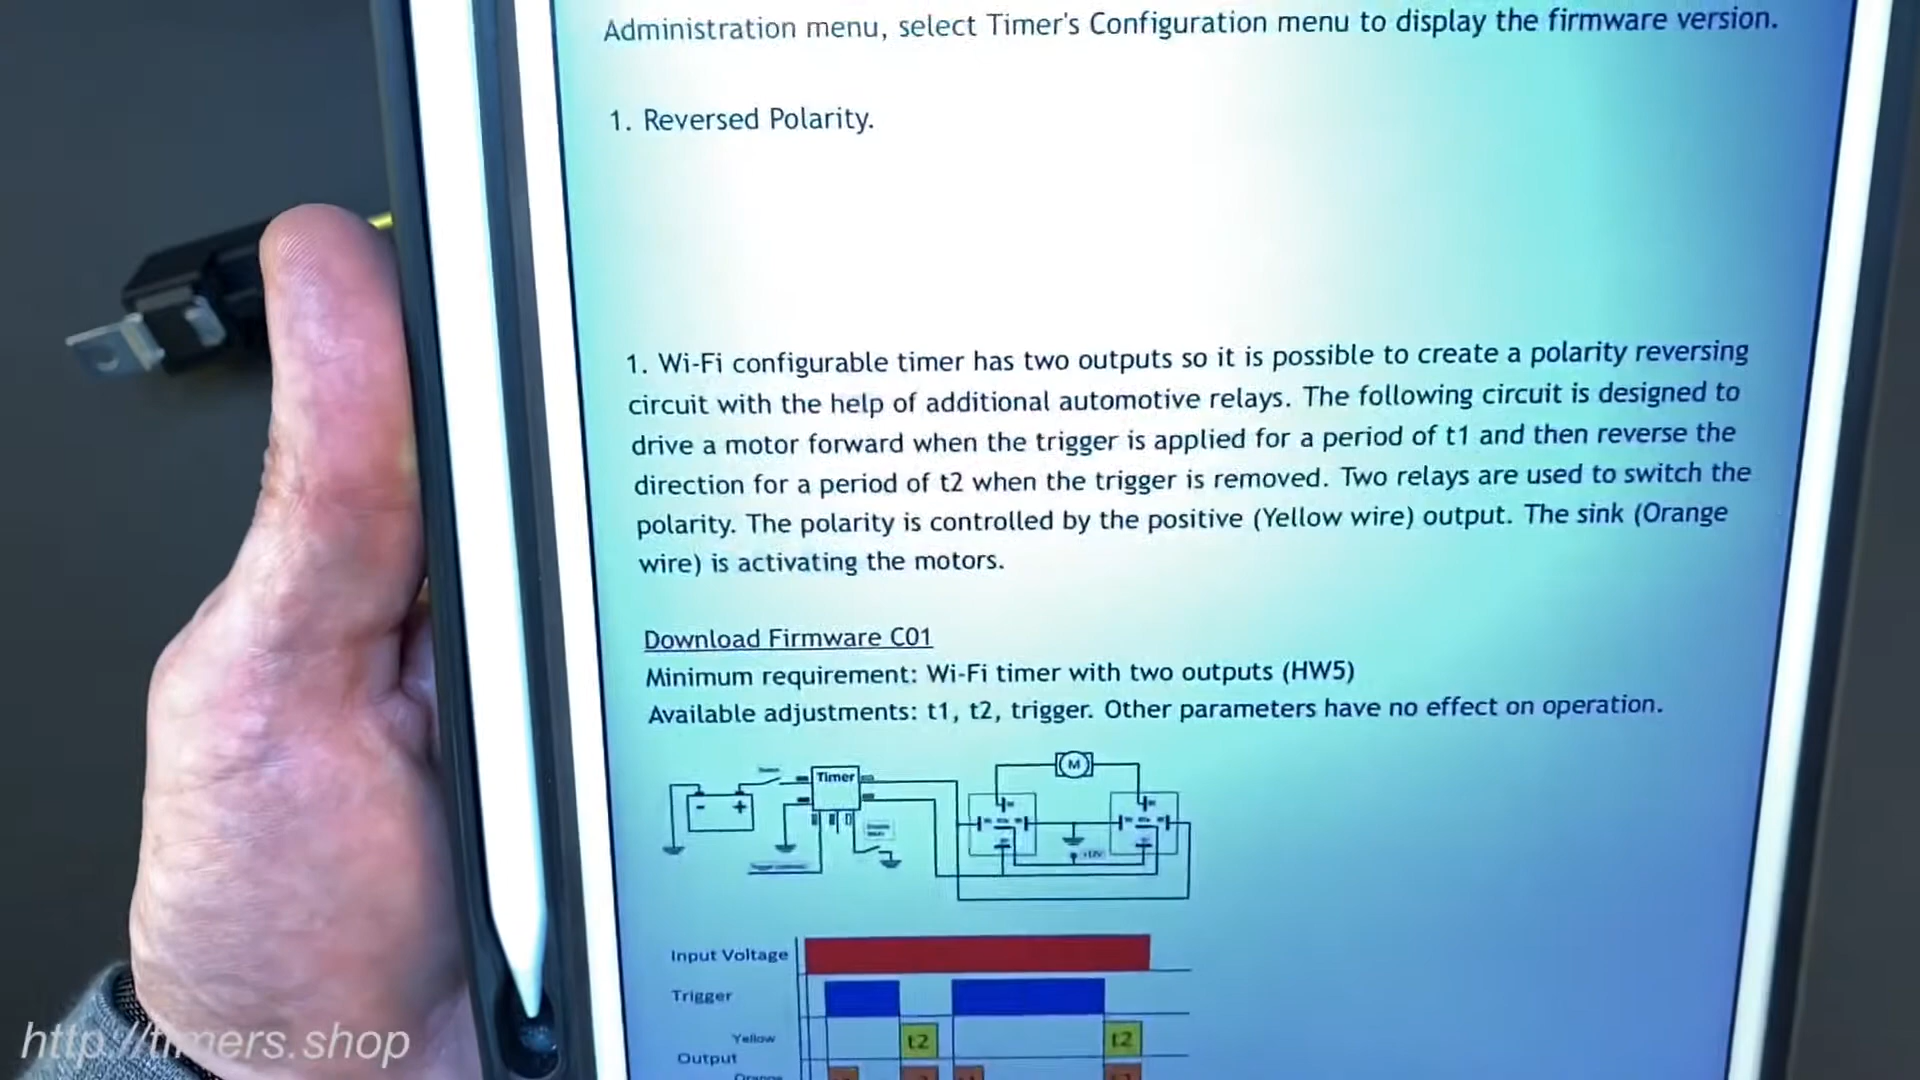 Administration menu, select Timer's Configuration menu to display the firmware version.
1. Reversed Polarity.
1. Wi-Fi configurable timer has two outputs so it is possible to create a polarity reversing
circuit with the help of additional automotive relays. The following circuit is designed to
drive a motor forward when the trigger is applied for a period of t1 and then reverse the
direction for a period of t2 when the trigger is removed. Two relays are used to switch the
polarity. The polarity is controlled by the positive (Yellow wire) output. The sink (Orange
wire) is activating the motors.
Download Firmware C01
Minimum requirement: Wi-Fi timer with two outputs (HW5)
Available adjustments: t1, t2, trigger. Other parameters have no effect on operation.
M
Timer
- +
+12V
Input Voltage
Trigger
Yellow
t2 t2
Output
Orange
http://timers.shop